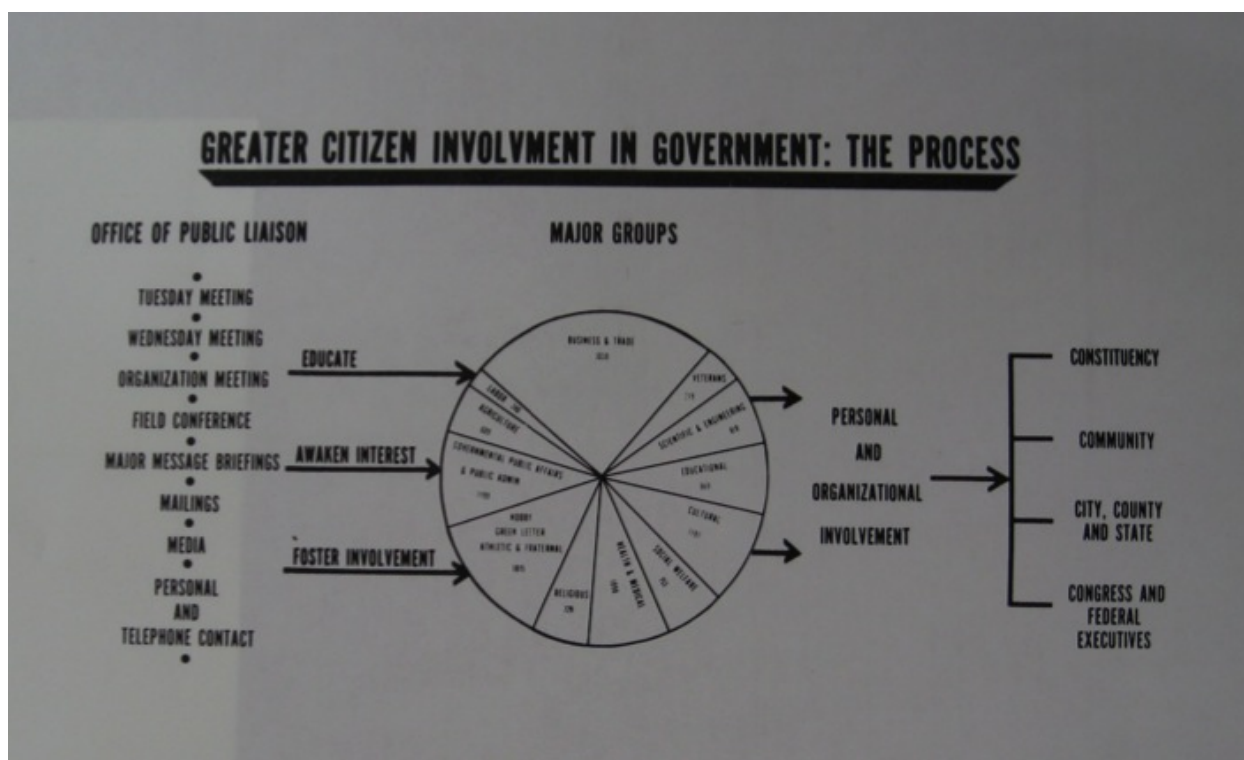 GREATER CITIZEN INVOLVMENT IN GOVERNMENT: THE PROCESS
OFFICE OF PUBLIC LIAISON
TUESDAY MEETING
WEDNESDAY MEETING
ORGANIZATION MEETING
FIELD CONFERENCE
MAJOR MESSAGE BRIEFINGS
MAILINGS
MEDIA
PERSONAL
AND
TELEPHONE CONTACT
EDUCATE
AWAKEN INTEREST
FOSTER INVOLVEMENT
MAJOR GROUPS
BUSINESS & TRADE
VETERANS
SCIENTIFIC & ENGINEERING
EDUCATIONAL
CULTURAL
SOCIAL WELFARE
HEALTH & MEDICAL
RELIGIOUS
HOBBY
GREEN LETTER
ATHLETIC & FRATERNAL
GOVERNMENTAL PUBLIC AFFAIRS
& PUBLIC ADMIN
AGRICULTURE
LABOR
PERSONAL
AND
ORGANIZATIONAL
INVOLVEMENT
CONSTITUENCY
COMMUNITY
CITY, COUNTY
AND STATE
CONGRESS AND
FEDERAL
EXECUTIVES